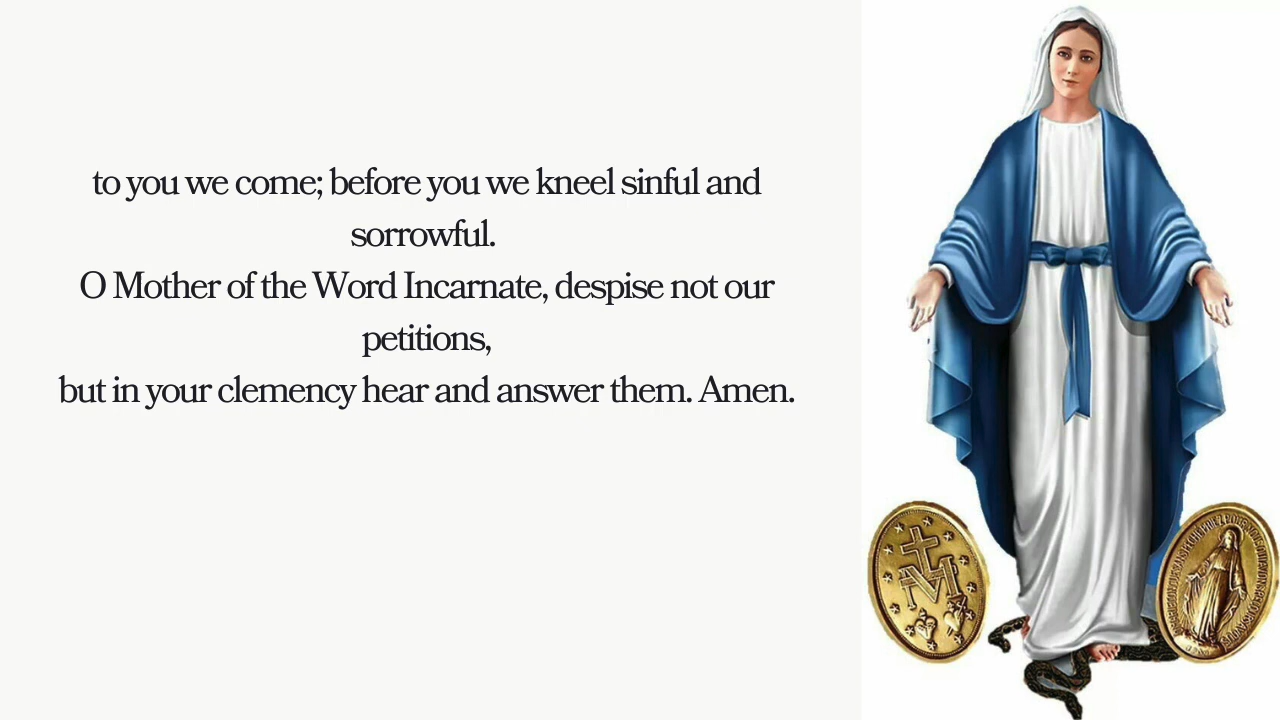 to you we come; before you we kneel sinful and
sorrowful.
O Mother of the Word Incarnate, despise not our
petitions,
but in your clemency hear and answer them. Amen.